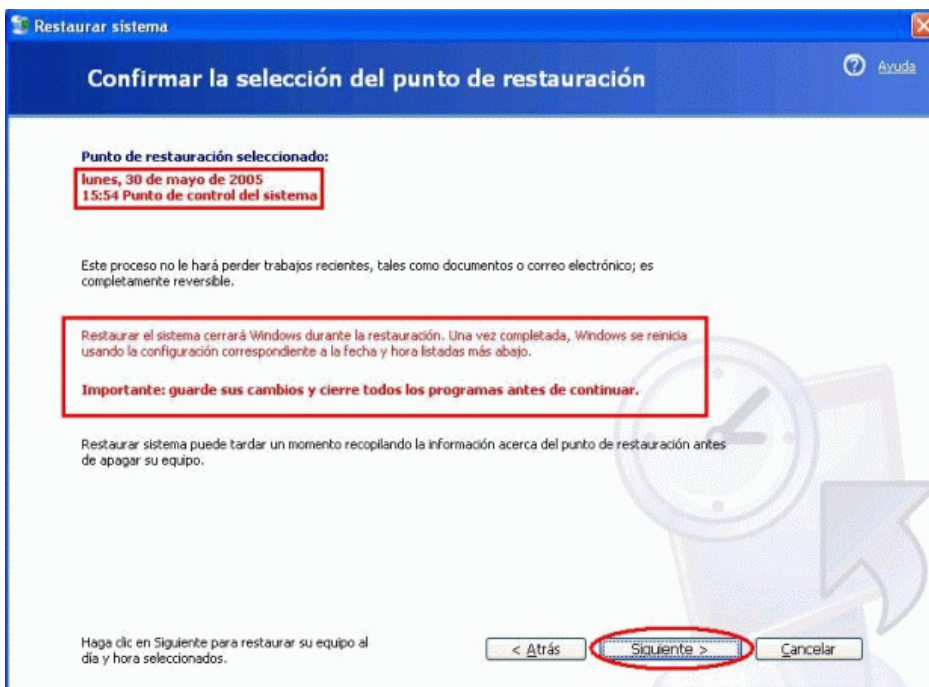 Restaurar sistema
Confirmar la selección del punto de restauración
Ayuda
Punto de restauración seleccionado:
lunes, 30 de mayo de 2005
15:54 Punto de control del sistema
Este proceso no le hará perder trabajos recientes, tales como documentos o correo electrónico; es
completamente reversible.
Restaurar el sistema cerrará Windows durante la restauración. Una vez completada, Windows se reinicia
usando la configuración correspondiente a la fecha y hora listadas más abajo.
Importante: guarde sus cambios y cierre todos los programas antes de continuar.
Restaurar sistema puede tardar un momento recopilando la información acerca del punto de restauración antes
de apagar su equipo.
Haga clic en Siguiente para restaurar su equipo al
día y hora seleccionados.
< Atrás
Siguiente >
Cancelar